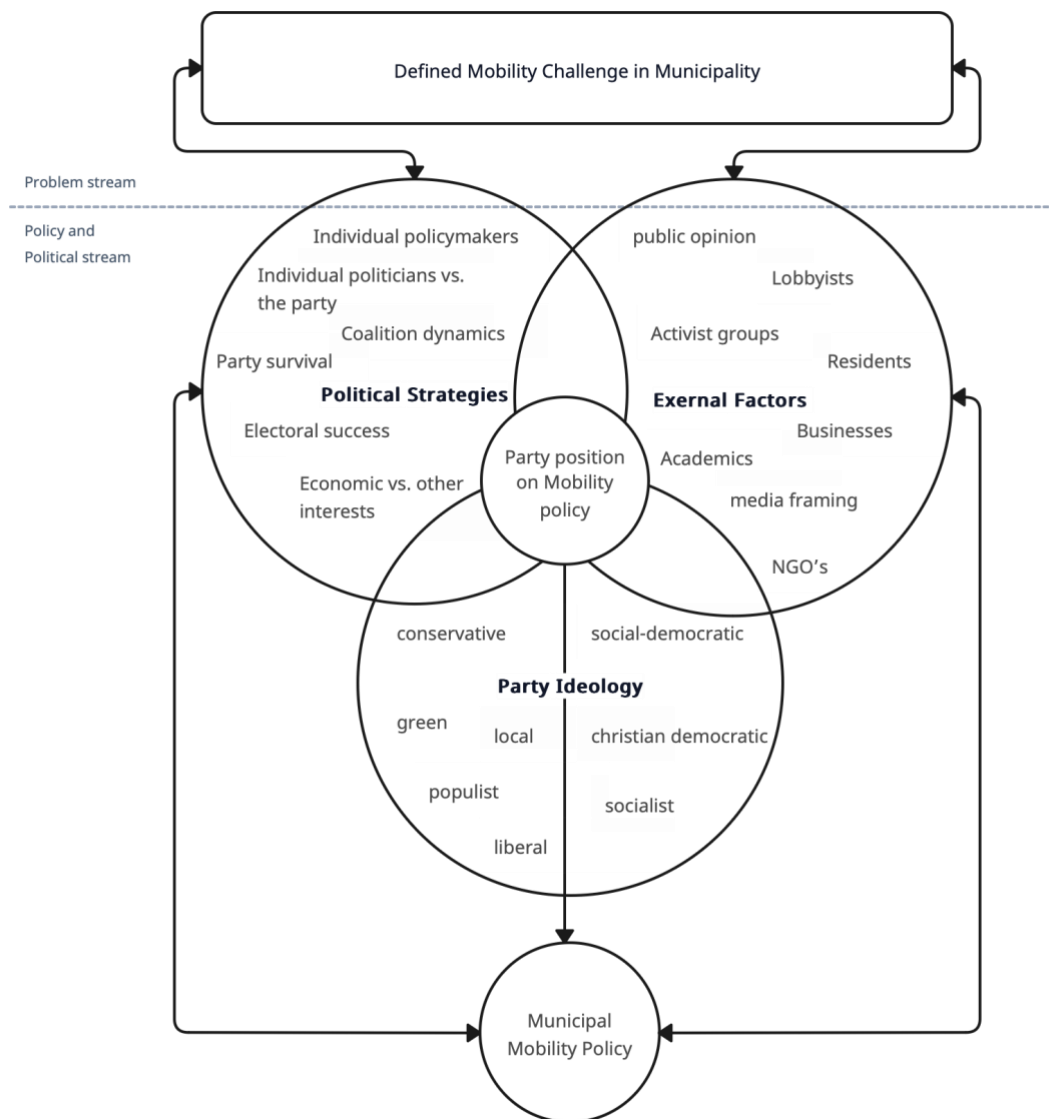 Defined Mobility Challenge in Municipality
Problem stream
Policy and
Political stream
Individual policymakers
Individual politicians vs.
the party
Coalition dynamics
Party survival
Political Strategies
Electoral success
Economic vs. other
interests
public opinion
Lobbyists
Activist groups
Residents
Exernal Factors
Businesses
Academics
media framing
NGO’s
Party position
on Mobility
policy
conservative
social-democratic
Party Ideology
green
local
christian democratic
populist
socialist
liberal
Municipal
Mobility Policy